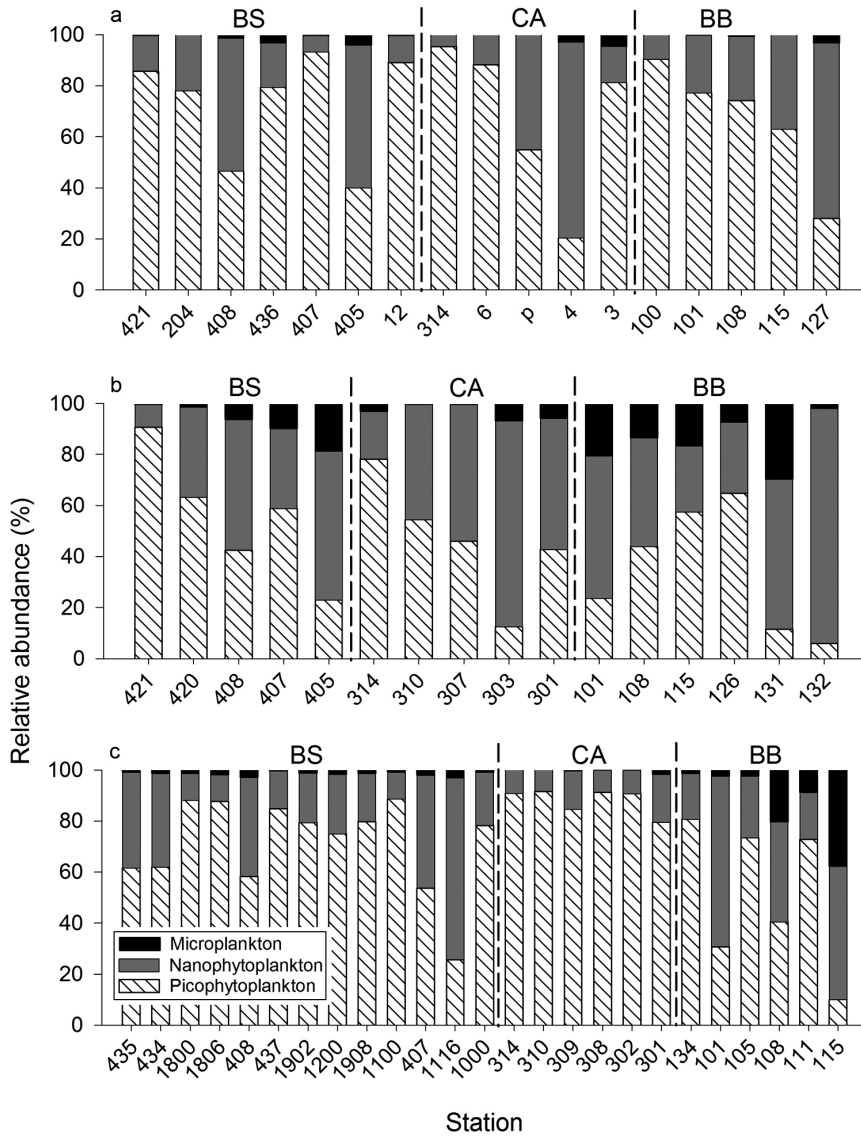 a BS CA BB
100
80
60
40
20
0
421 204 408 436 407 405 12 314 6 p 4 3 100 101 108 115 127
b BS CA BB
100
80
60
40
20
0
421 420 408 407 405 314 310 307 303 301 101 108 115 126 131 132
Relative abundance (%)
c BS CA BB
100
80
60
40
20
0
Microplankton
Nanophytoplankton
Picophytoplankton
435 434 1800 1806 408 437 1902 1200 1908 1100 407 1116 1000 314 310 309 308 302 301 134 101 105 108 111 115
Station